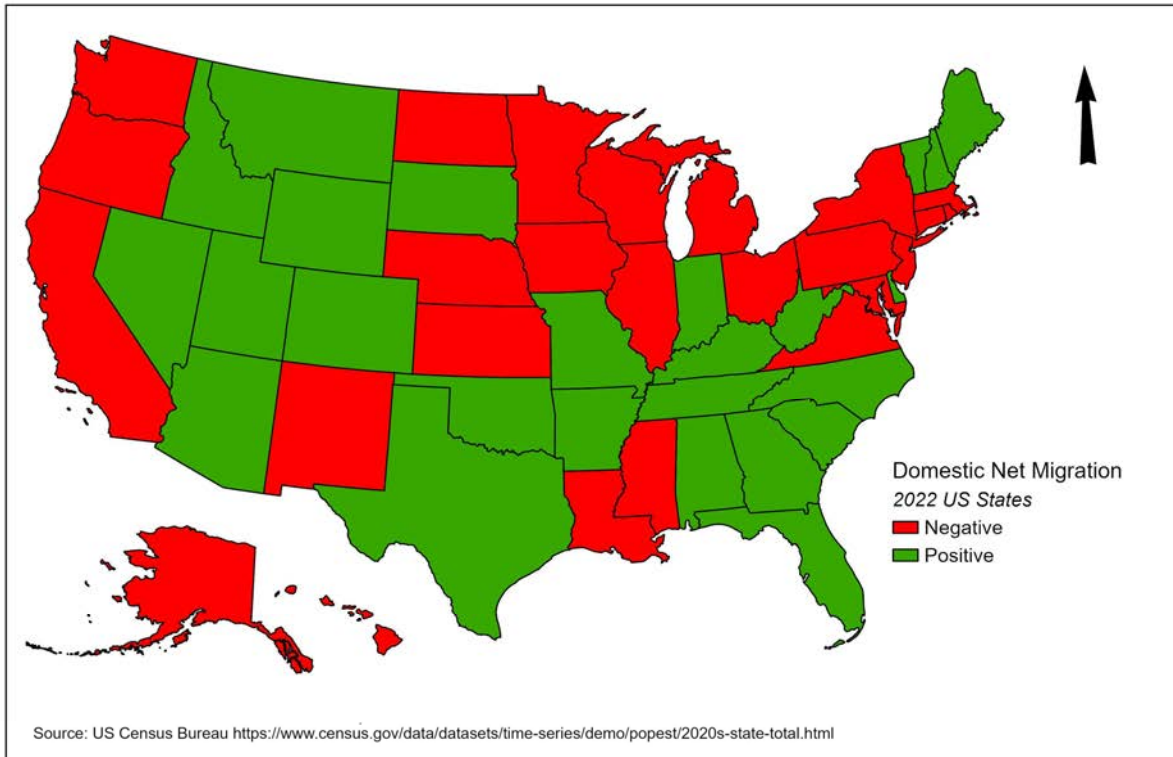 Domestic Net Migration
2022 US States
Negative
Positive
Source: US Census Bureau https://www.census.gov/data/datasets/time-series/demo/popest/2020s-state-total.html